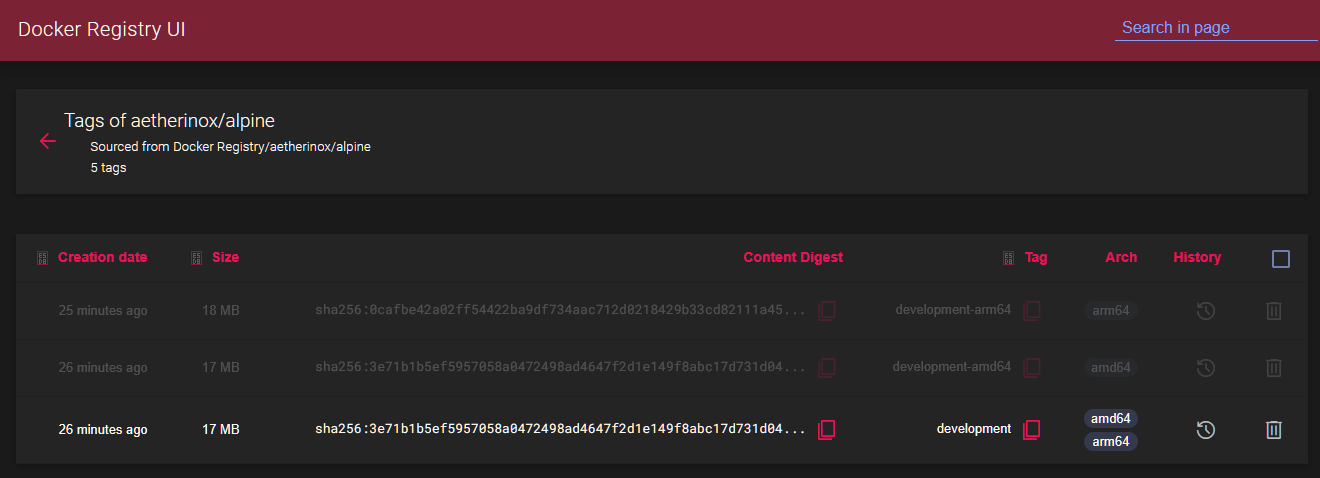 Docker Registry UI
Search in page
Tags of aetherinox/alpine
Sourced from Docker Registry/aetherinox/alpine
5 tags
Creation date Size Content Digest Tag Arch History
25 minutes ago 18 MB sha256:0cafbe42a02ff54422ba9df734aac712d0218429b33cd82111a45... development-arm64 arm64
26 minutes ago 17 MB sha256:3e71b1b5ef5957058a0472498ad4647f2d1e149f8abc17d731d04... development-amd64 amd64
26 minutes ago 17 MB sha256:3e71b1b5ef5957058a0472498ad4647f2d1e149f8abc17d731d04... development amd64
arm64